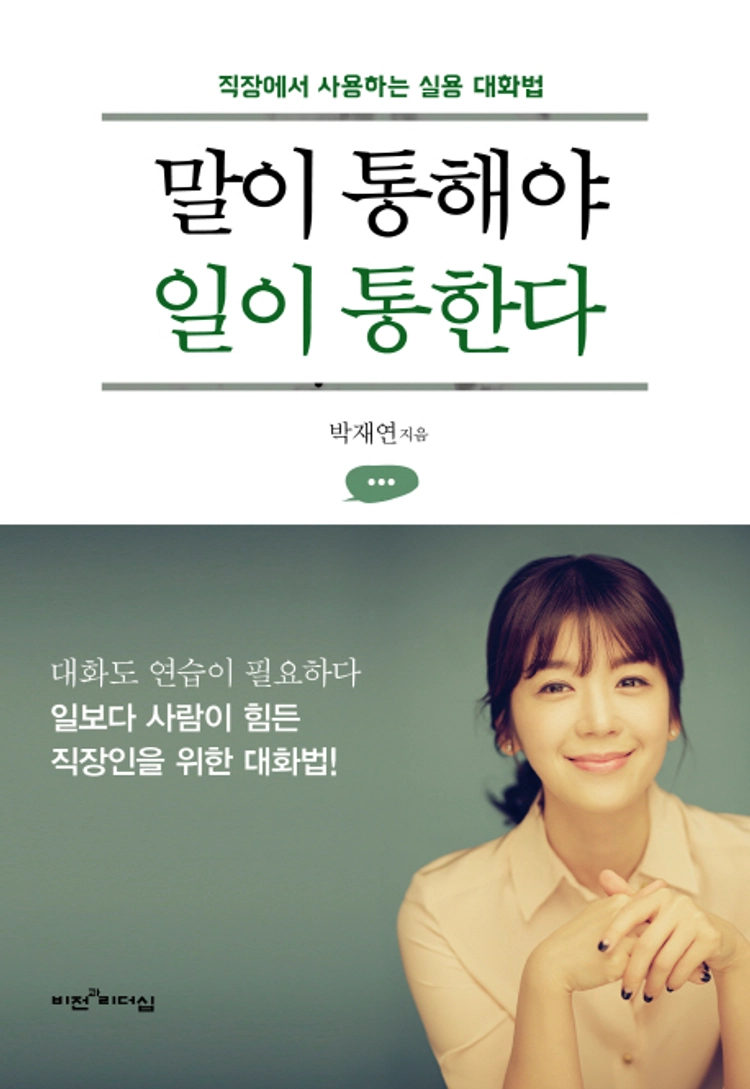 직장에서 사용하는 실용 대화법
말이 통해야
일이 통한다
박재연 지음
대화도 연습이 필요하다
일보다 사람이 힘든
직장인을 위한 대화법!
비전과리더십